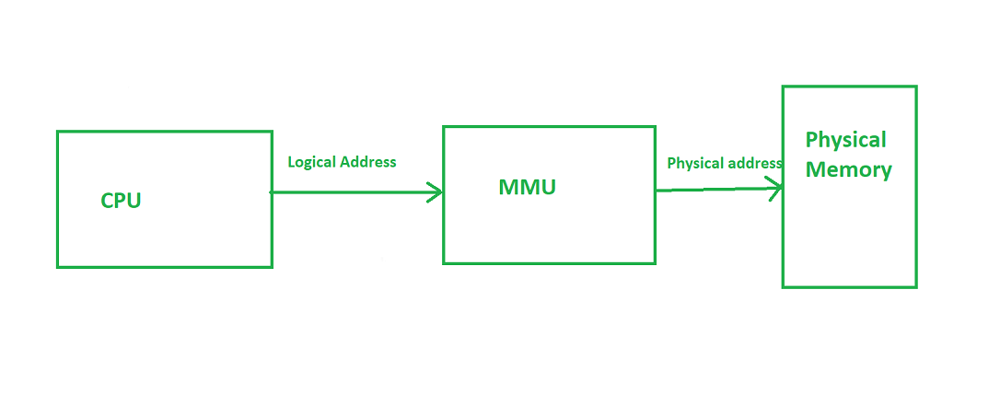 CPU
Logical Address
MMU
Physical address
Physical
Memory